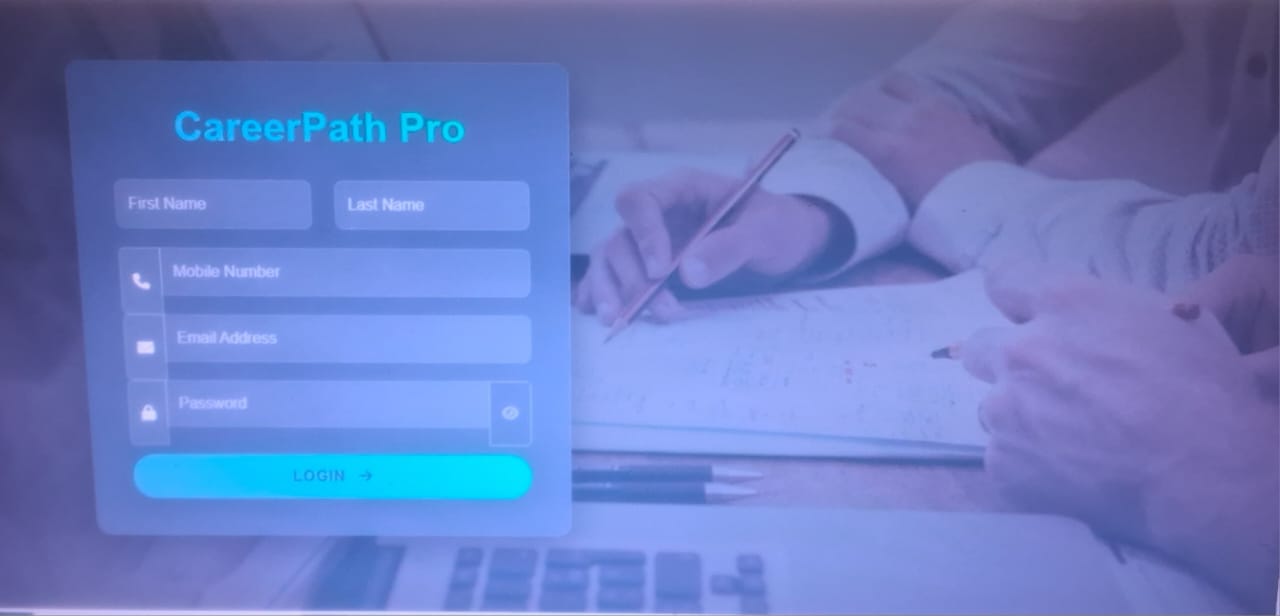 CareerPath Pro
First Name Last Name
Mobile Number
Email Address
Password
LOGIN →